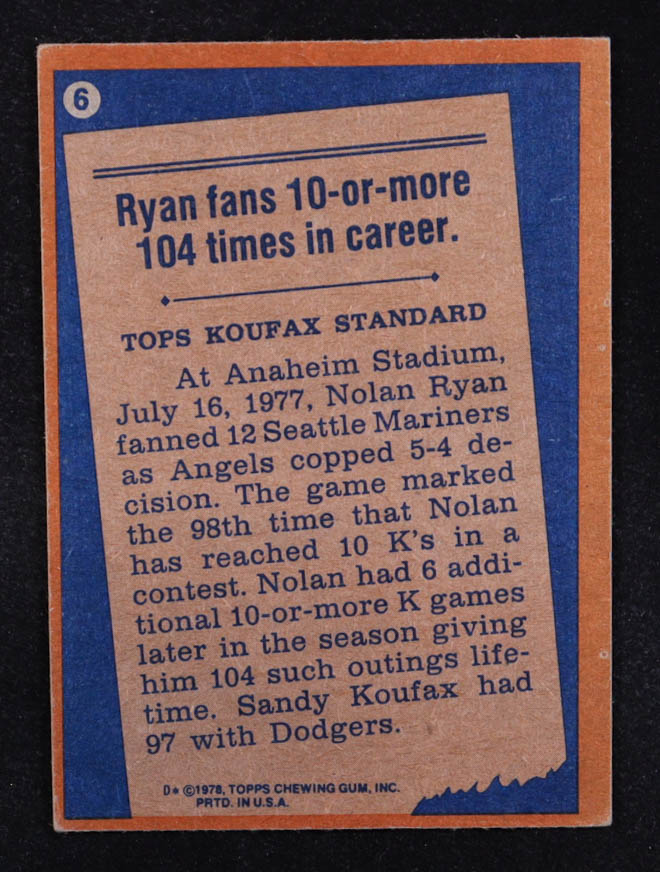 6
Ryan fans 10-or-more
104 times in career.
TOPS KOUFAX STANDARD
At Anaheim Stadium,
July 16, 1977, Nolan Ryan
fanned 12 Seattle Mariners
as Angels copped 5-4 de-
cision. The game marked
the 98th time that Nolan
has reached 10 K's in a
contest. Nolan had 6 addi-
tional 10-or-more K games
later in the season giving
him 104 such outings life-
time. Sandy Koufax had
97 with Dodgers.
D* ©1978, TOPPS CHEWING GUM, INC.
PRTD. IN U.S.A.